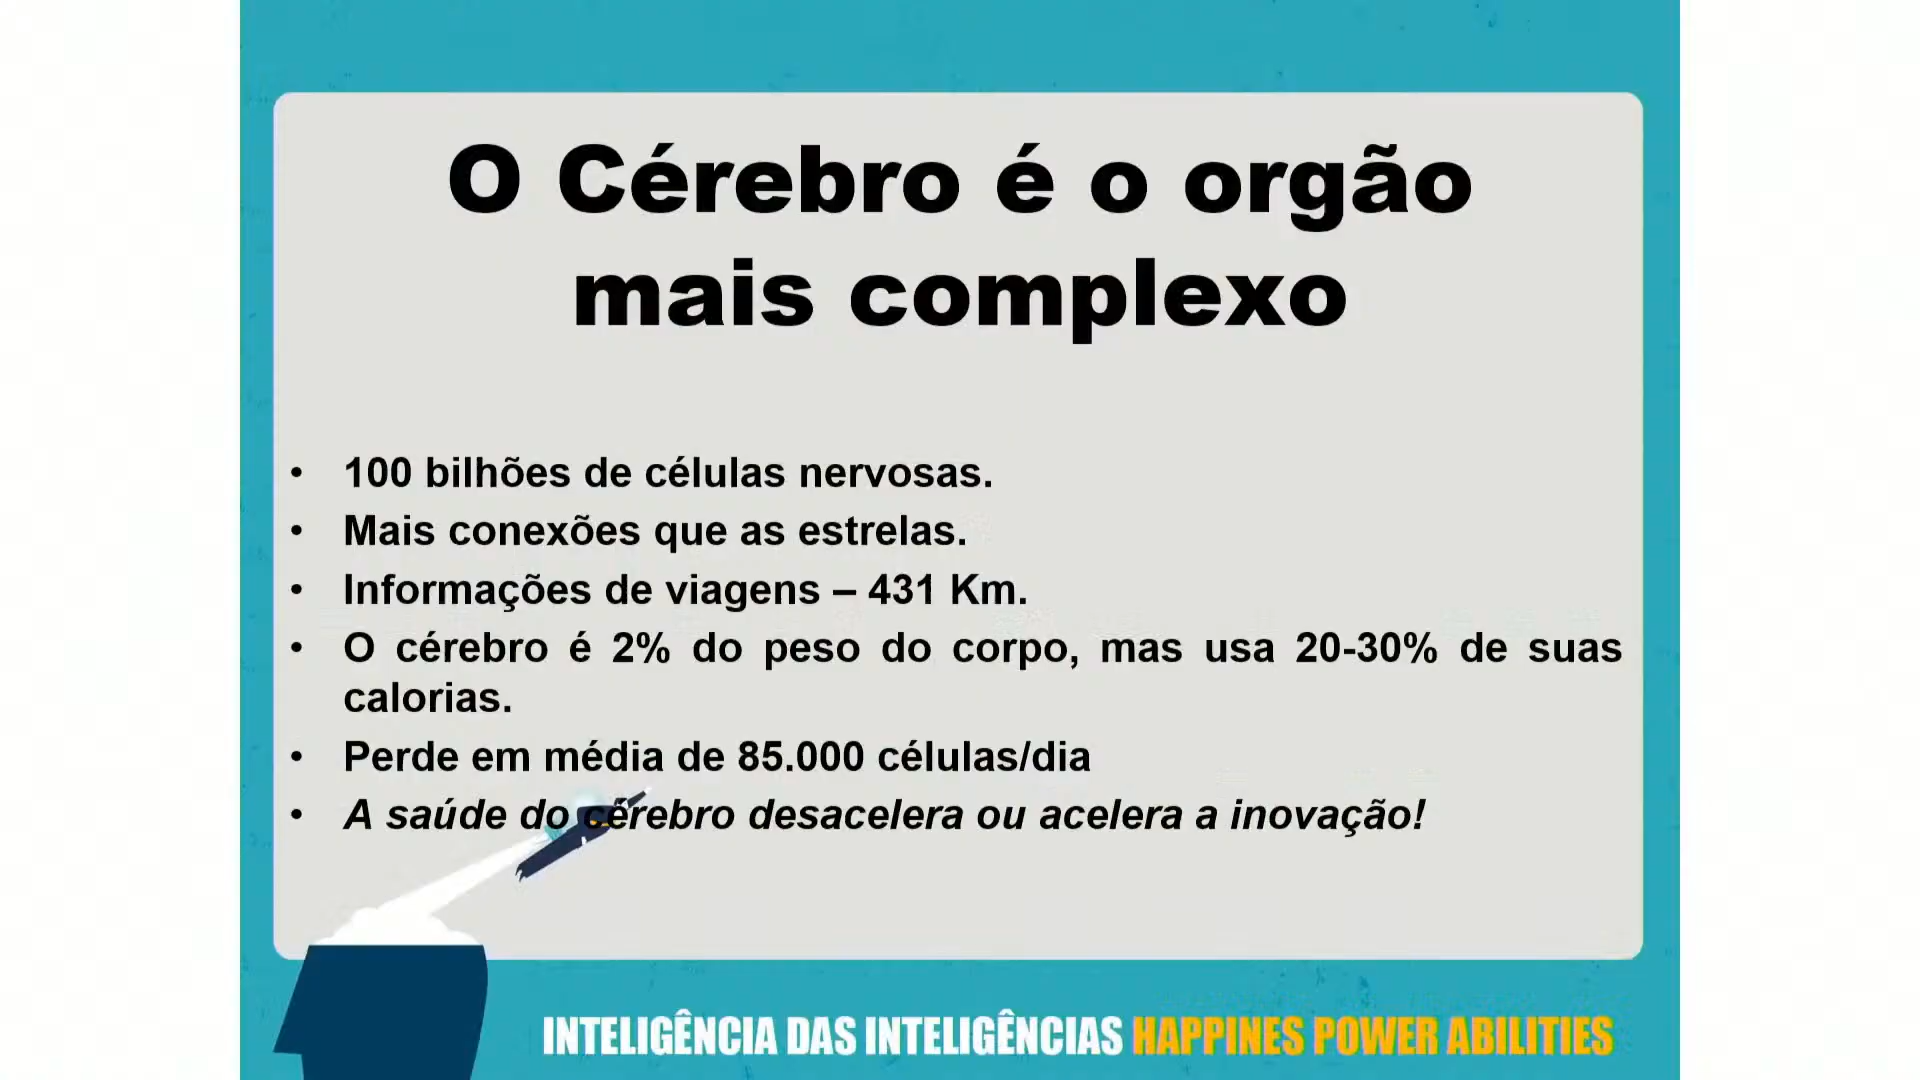 O Cérebro é o orgão
mais complexo
• 100 bilhões de células nervosas.
• Mais conexões que as estrelas.
• Informações de viagens – 431 Km.
• O cérebro é 2% do peso do corpo, mas usa 20-30% de suas
calorias.
• Perde em média de 85.000 células/dia
• A saúde do cérebro desacelera ou acelera a inovação!
INTELIGÊNCIA DAS INTELIGÊNCIAS HAPPINES POWER ABILITIES